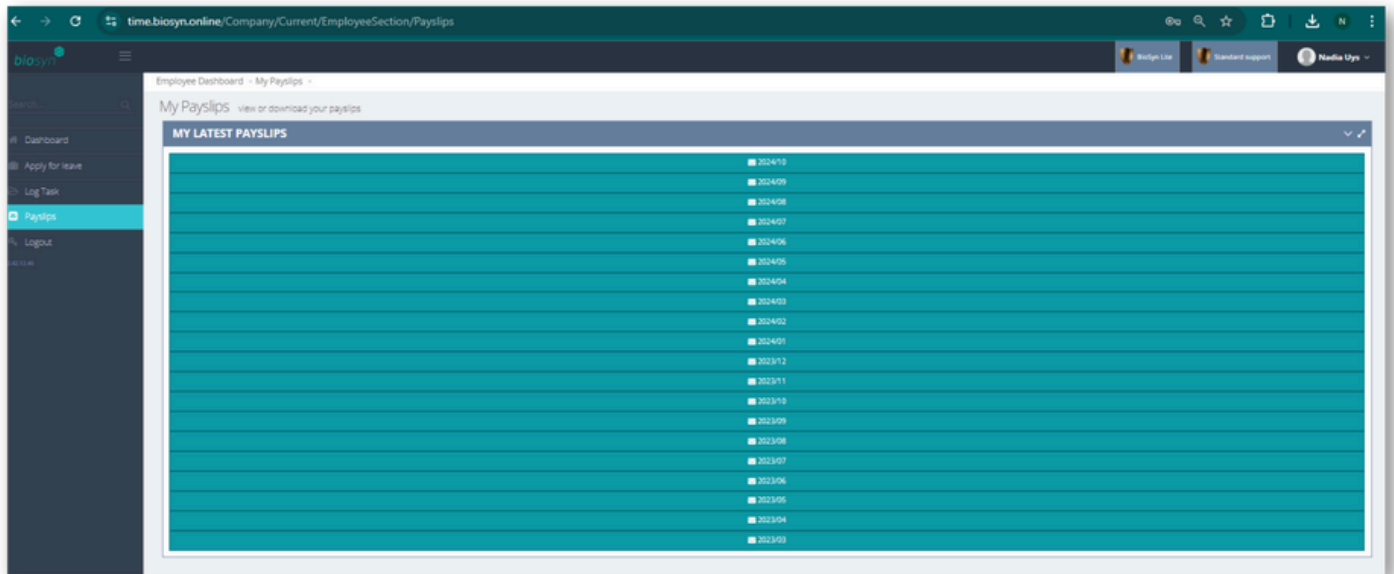 time.biosyn.online/Company/Current/EmployeeSection/Payslips
N
biosyn
BioSyn Lite
Standard support
Nadia Uys
Employee Dashboard - My Payslips -
Search...
My Payslips view or download your payslips
MY LATEST PAYSLIPS
Dashboard
Apply for leave
Log Task
Payslips
Logout
2024/10
2024/09
2024/08
2024/07
2024/06
2024/05
2024/04
2024/03
2024/02
2024/01
2023/12
2023/11
2023/10
2023/09
2023/08
2023/07
2023/06
2023/05
2023/04
2023/03